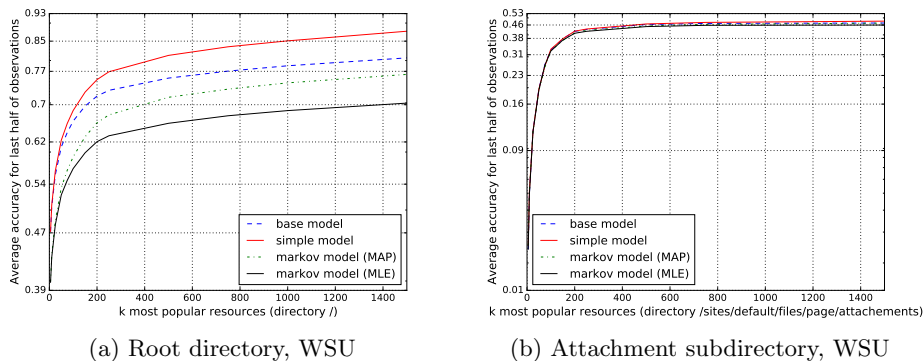 Average accuracy for last half of observations
0.93
0.85
0.77
0.7
0.62
0.54
0.47
0.39
base model
simple model
markov model (MAP)
markov model (MLE)
0 200 400 600 800 1000 1200 1400
k most popular resources (directory /)
(a) Root directory, WSU
Average accuracy for last half of observations
0.53
0.46
0.38
0.31
0.23
0.16
0.09
0.01
base model
simple model
markov model (MAP)
markov model (MLE)
0 200 400 600 800 1000 1200 1400
k most popular resources (directory /sites/default/files/page/attachements)
(b) Attachment subdirectory, WSU